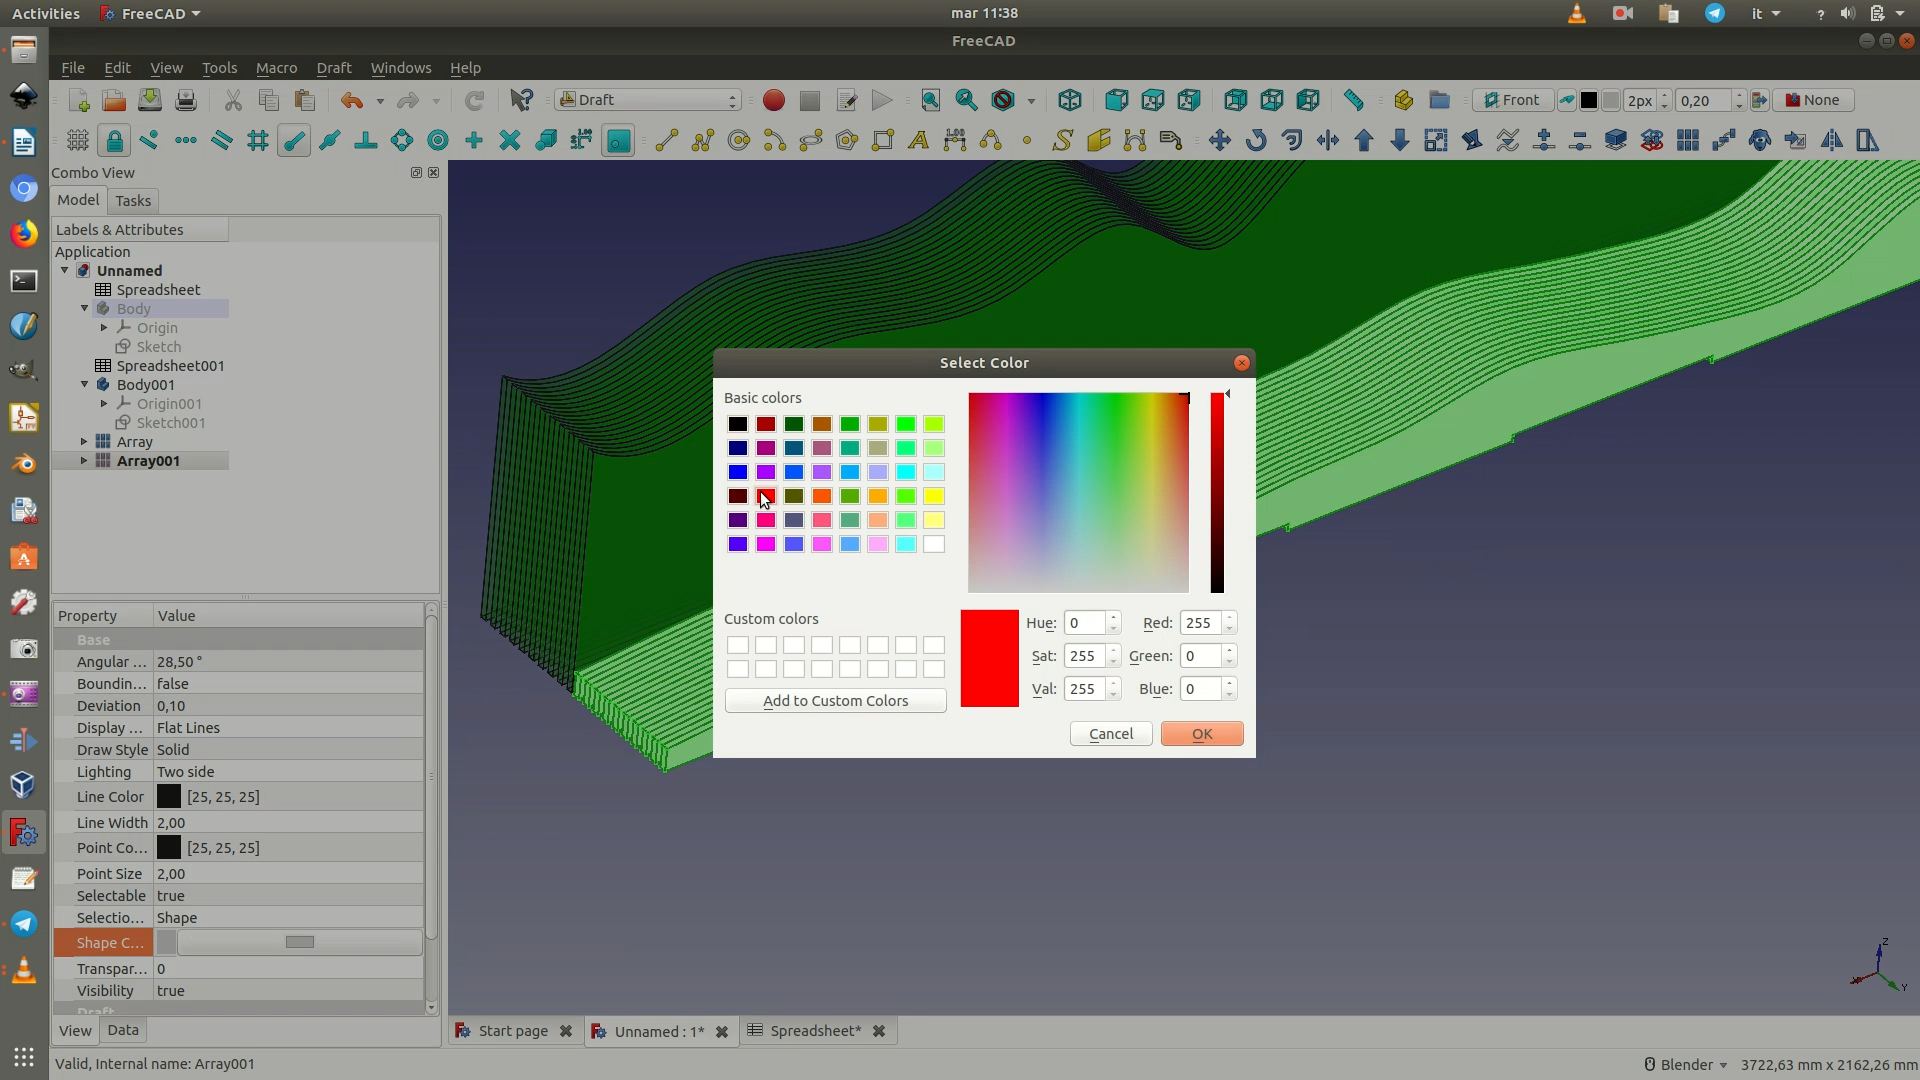 Activities FreeCAD mar 11:38 it ?
FreeCAD
File Edit View Tools Macro Draft Windows Help
Draft Front 2px 0,20 None
Combo View
Model Tasks
Labels & Attributes
Application
Unnamed
Spreadsheet
Body
Origin
Sketch
Spreadsheet001
Body001
Origin001
Sketch001
Array
Array001
Property Value
Base
Angular ... 28,50 °
Boundin... false
Deviation 0,10
Display ... Flat Lines
Draw Style Solid
Lighting Two side
Line Color [25, 25, 25]
Line Width 2,00
Point Co... [25, 25, 25]
Point Size 2,00
Selectable true
Selectio... Shape
Shape C...
Transpar... 0
Visibility true
Draft
View Data
Select Color
Basic colors
Custom colors
Add to Custom Colors
Hue: 0 Red: 255
Sat: 255 Green: 0
Val: 255 Blue: 0
Cancel OK
Z
X
Y
Start page Unnamed : 1* Spreadsheet*
Valid, Internal name: Array001 Blender 3722,63 mm x 2162,26 mm